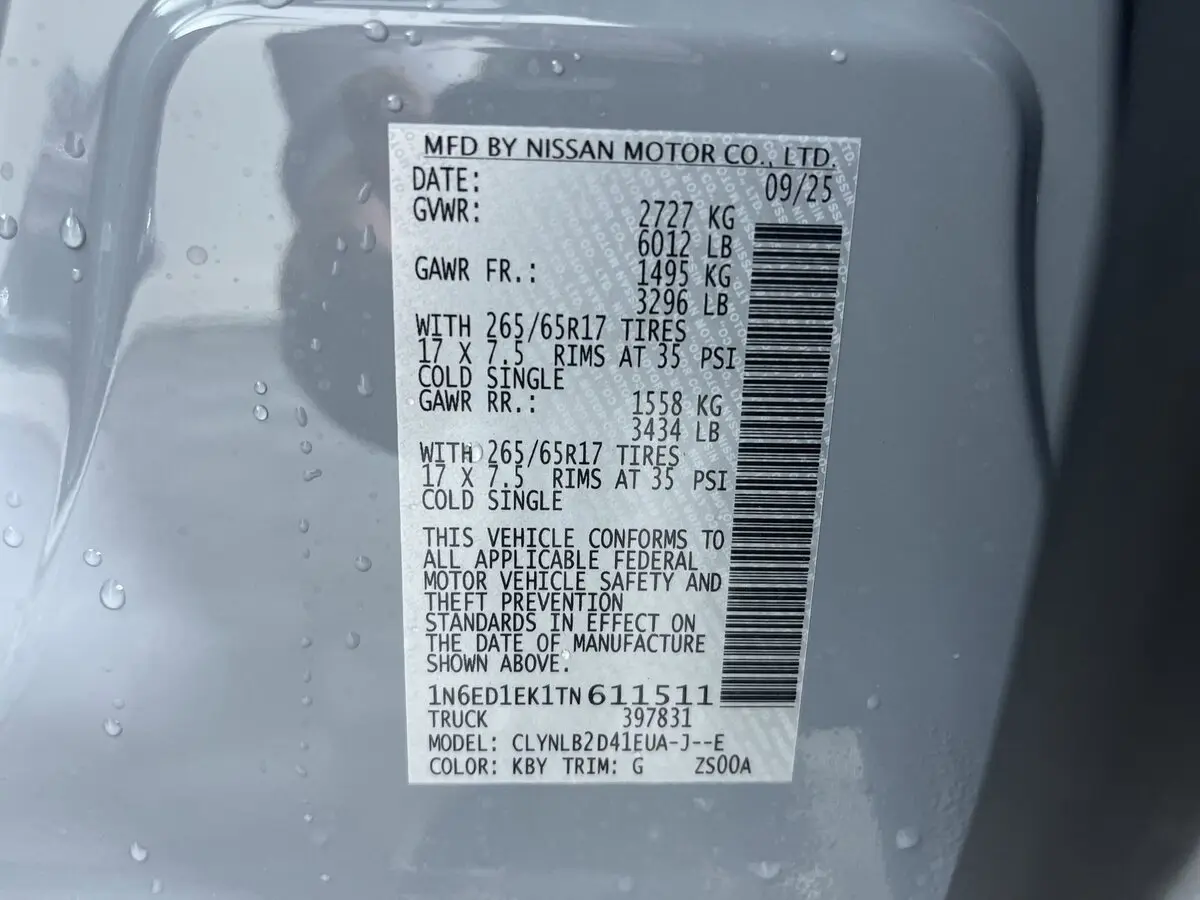 MFD BY NISSAN MOTOR CO., LTD.
DATE: 09/25
GVWR: 2727 KG
6012 LB
GAWR FR.: 1495 KG
3296 LB
WITH 265/65R17 TIRES
17 X 7.5 RIMS AT 35 PSI
COLD SINGLE
GAWR RR.: 1558 KG
3434 LB
WITH 265/65R17 TIRES
17 X 7.5 RIMS AT 35 PSI
COLD SINGLE
THIS VEHICLE CONFORMS TO
ALL APPLICABLE FEDERAL
MOTOR VEHICLE SAFETY AND
THEFT PREVENTION
STANDARDS IN EFFECT ON
THE DATE OF MANUFACTURE
SHOWN ABOVE.
1N6ED1EK1TN611511
TRUCK 397831
MODEL: CLYNLB2D41EUA-J--E
COLOR: KBY TRIM: G ZS00A